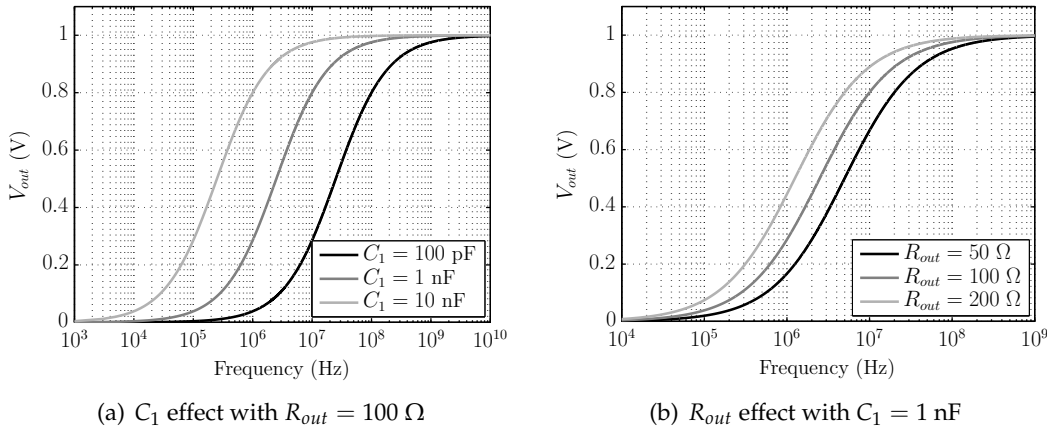 1
0.8
0.6
0.4
0.2
0
V_out (V)
10^3 10^4 10^5 10^6 10^7 10^8 10^9 10^10
Frequency (Hz)
C_1 = 100 pF
C_1 = 1 nF
C_1 = 10 nF
(a) C_1 effect with R_out = 100 Ω
1
0.8
0.6
0.4
0.2
0
V_out (V)
10^4 10^5 10^6 10^7 10^8 10^9
Frequency (Hz)
R_out = 50 Ω
R_out = 100 Ω
R_out = 200 Ω
(b) R_out effect with C_1 = 1 nF